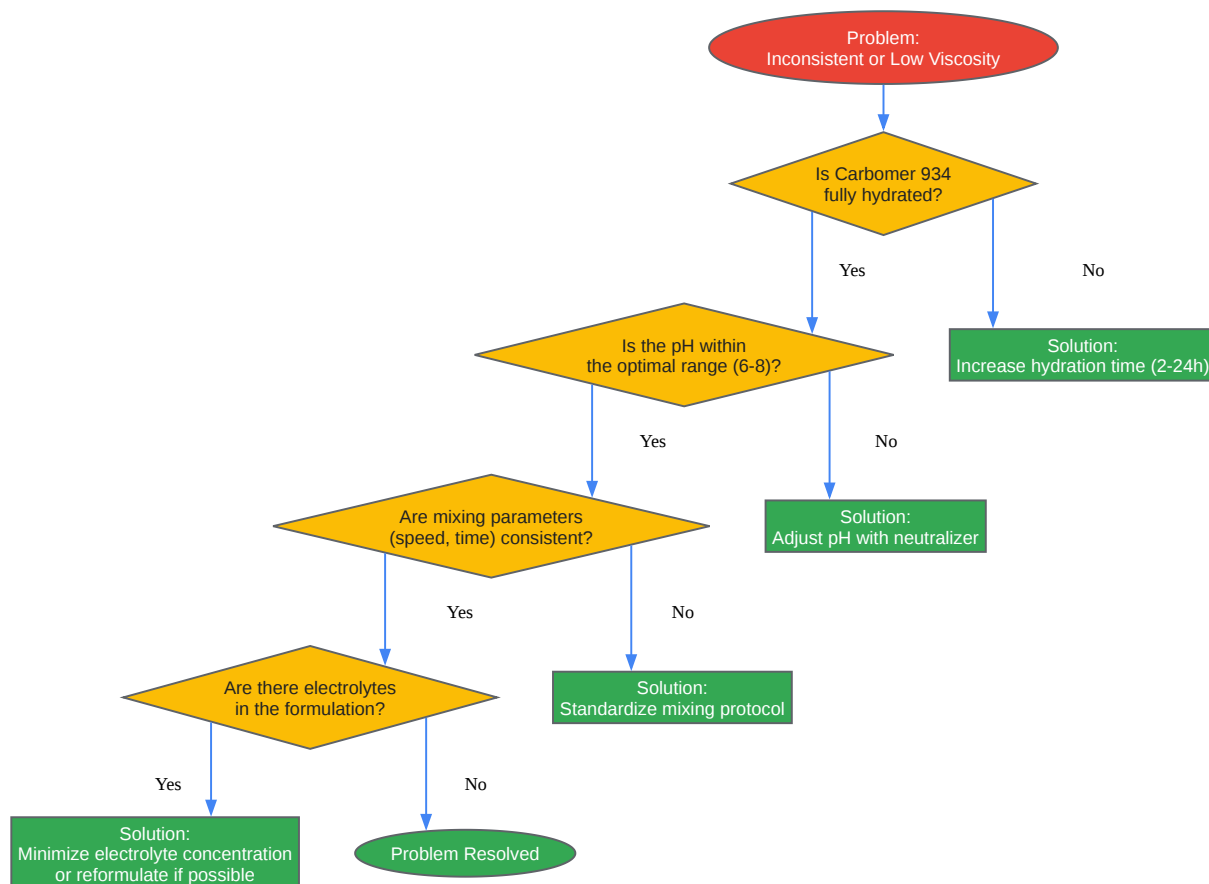 Problem:
Inconsistent or Low Viscosity
Is Carbomer 934
fully hydrated?
Yes
No
Is the pH within
the optimal range (6-8)?
Solution:
Increase hydration time (2-24h)
Yes
No
Are mixing parameters
(speed, time) consistent?
Solution:
Adjust pH with neutralizer
Yes
No
Are there electrolytes
in the formulation?
Solution:
Standardize mixing protocol
Yes
No
Solution:
Minimize electrolyte concentration
or reformulate if possible
Problem Resolved